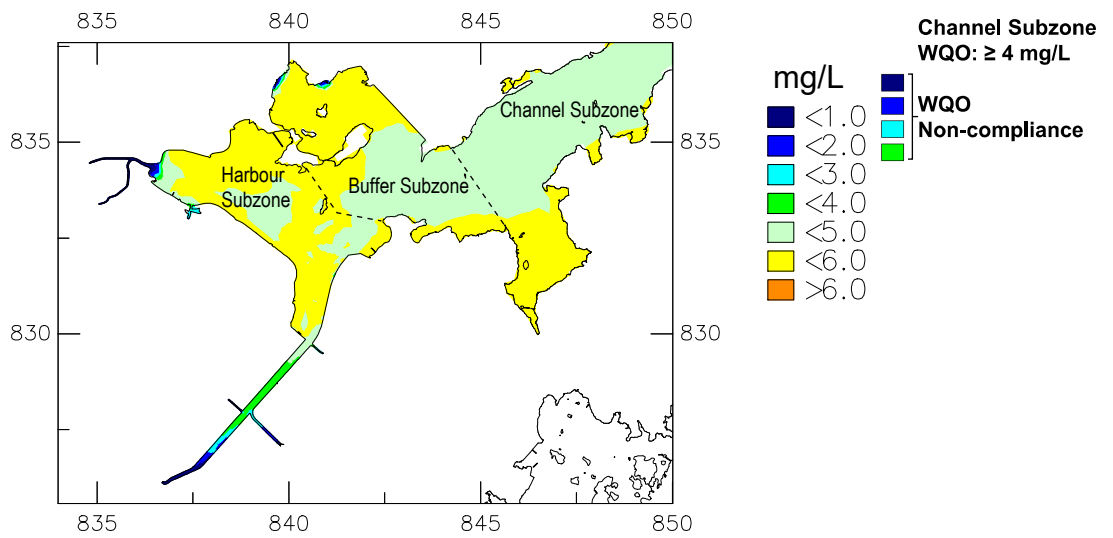 835
840
845
850
Channel Subzone
WQO: ≥ 4 mg/L
mg/L
<1.0
<2.0
<3.0
<4.0
<5.0
<6.0
>6.0
WQO
Non-compliance
835
835
830
830
Channel Subzone
Buffer Subzone
Harbour
Subzone
835
840
845
850